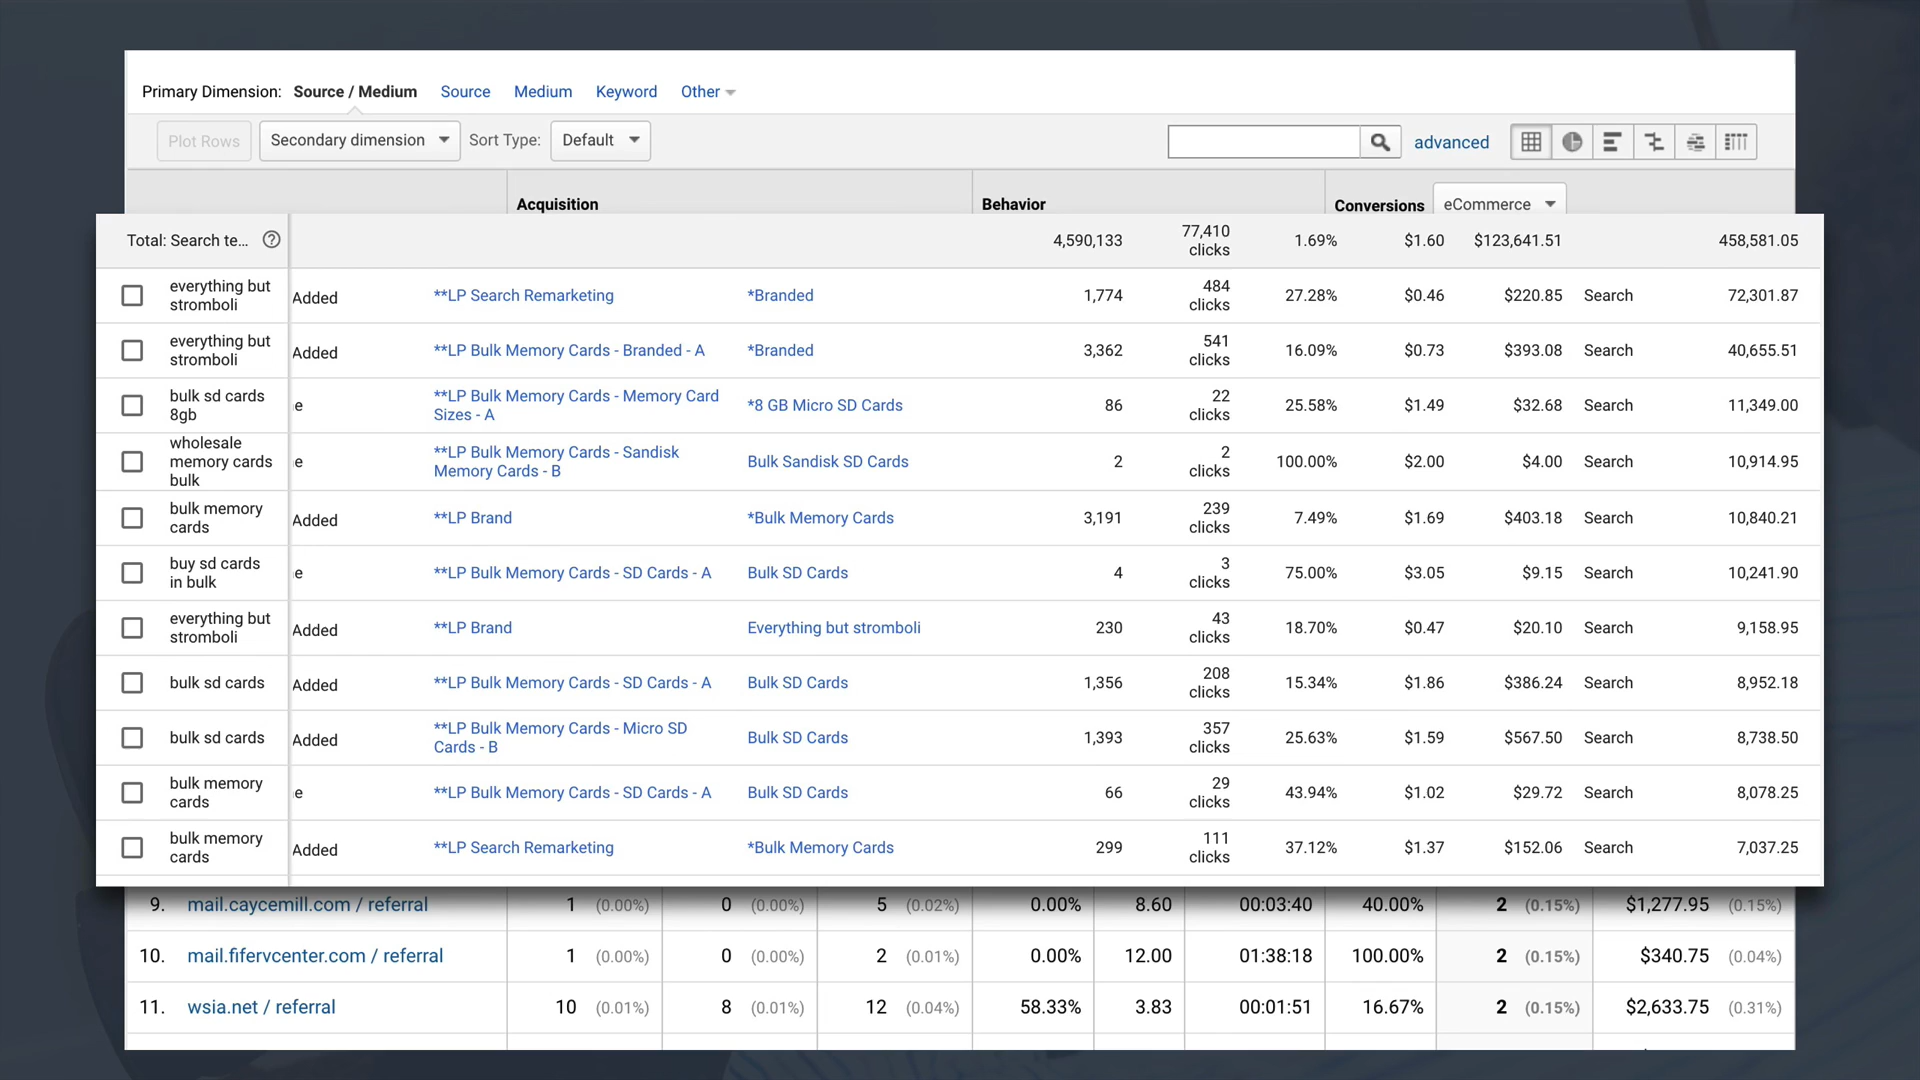 Primary Dimension: Source / Medium Source Medium Keyword Other
Plot Rows Secondary dimension Sort Type: Default advanced
Acquisition Behavior Conversions eCommerce
Total: Search te... 4,590,133 77,410 clicks 1.69% $1.60 $123,641.51 458,581.05
everything but stromboli Added **LP Search Remarketing *Branded 1,774 484 clicks 27.28% $0.46 $220.85 Search 72,301.87
everything but stromboli Added **LP Bulk Memory Cards - Branded - A *Branded 3,362 541 clicks 16.09% $0.73 $393.08 Search 40,655.51
bulk sd cards 8gb e **LP Bulk Memory Cards - Memory Card Sizes - A *8 GB Micro SD Cards 86 22 clicks 25.58% $1.49 $32.68 Search 11,349.00
wholesale memory cards bulk e **LP Bulk Memory Cards - Sandisk Memory Cards - B Bulk Sandisk SD Cards 2 2 clicks 100.00% $2.00 $4.00 Search 10,914.95
bulk memory cards Added **LP Brand *Bulk Memory Cards 3,191 239 clicks 7.49% $1.69 $403.18 Search 10,840.21
buy sd cards in bulk e **LP Bulk Memory Cards - SD Cards - A Bulk SD Cards 4 3 clicks 75.00% $3.05 $9.15 Search 10,241.90
everything but stromboli Added **LP Brand Everything but stromboli 230 43 clicks 18.70% $0.47 $20.10 Search 9,158.95
bulk sd cards Added **LP Bulk Memory Cards - SD Cards - A Bulk SD Cards 1,356 208 clicks 15.34% $1.86 $386.24 Search 8,952.18
bulk sd cards Added **LP Bulk Memory Cards - Micro SD Cards - B Bulk SD Cards 1,393 357 clicks 25.63% $1.59 $567.50 Search 8,738.50
bulk memory cards e **LP Bulk Memory Cards - SD Cards - A Bulk SD Cards 66 29 clicks 43.94% $1.02 $29.72 Search 8,078.25
bulk memory cards Added **LP Search Remarketing *Bulk Memory Cards 299 111 clicks 37.12% $1.37 $152.06 Search 7,037.25
9. mail.caycemill.com / referral 1 (0.00%) 0 (0.00%) 5 (0.02%) 0.00% 8.60 00:03:40 40.00% 2 (0.15%) $1,277.95 (0.15%)
10. mail.fifervcenter.com / referral 1 (0.00%) 0 (0.00%) 2 (0.01%) 0.00% 12.00 01:38:18 100.00% 2 (0.15%) $340.75 (0.04%)
11. wsia.net / referral 10 (0.01%) 8 (0.01%) 12 (0.04%) 58.33% 3.83 00:01:51 16.67% 2 (0.15%) $2,633.75 (0.31%)